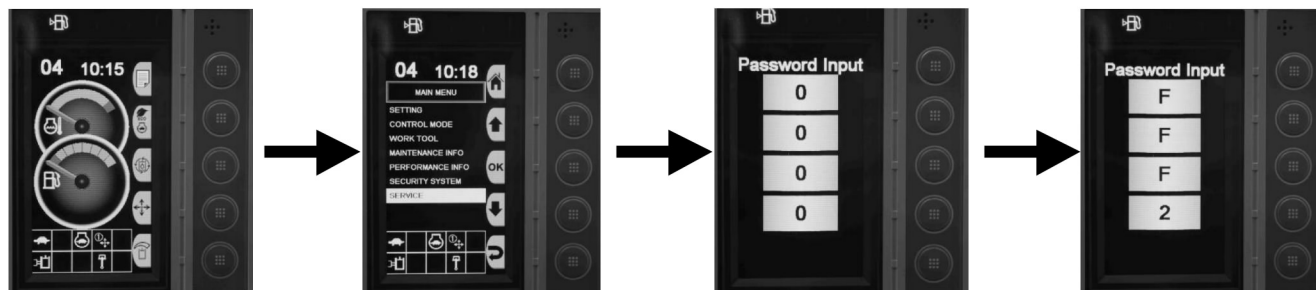 04 10:15
04 10:18
MAIN MENU
SETTING
CONTROL MODE
WORK TOOL
MAINTENANCE INFO
PERFORMANCE INFO
SECURITY SYSTEM
SERVICE
OK
Password Input
0
0
0
0
Password Input
F
F
F
2